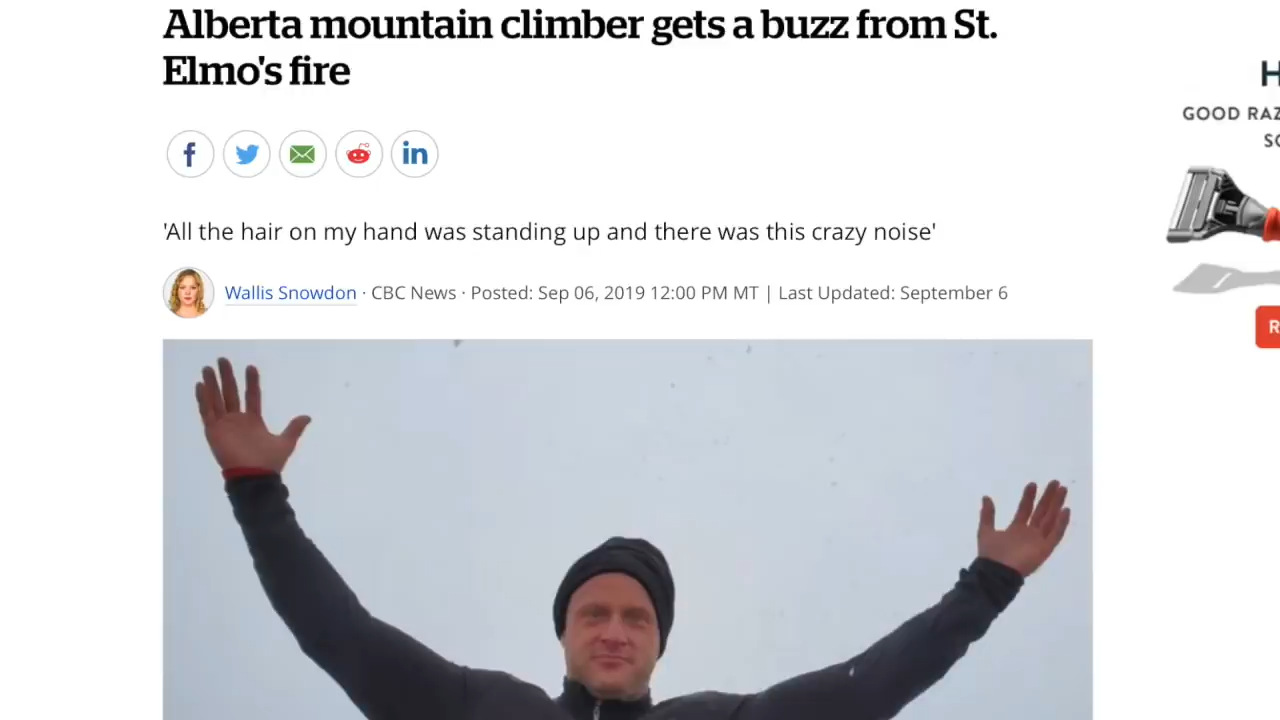 Alberta mountain climber gets a buzz from St.
Elmo's fire
'All the hair on my hand was standing up and there was this crazy noise'
Wallis Snowdon · CBC News · Posted: Sep 06, 2019 12:00 PM MT | Last Updated: September 6
H
GOOD RAZ
SO
R